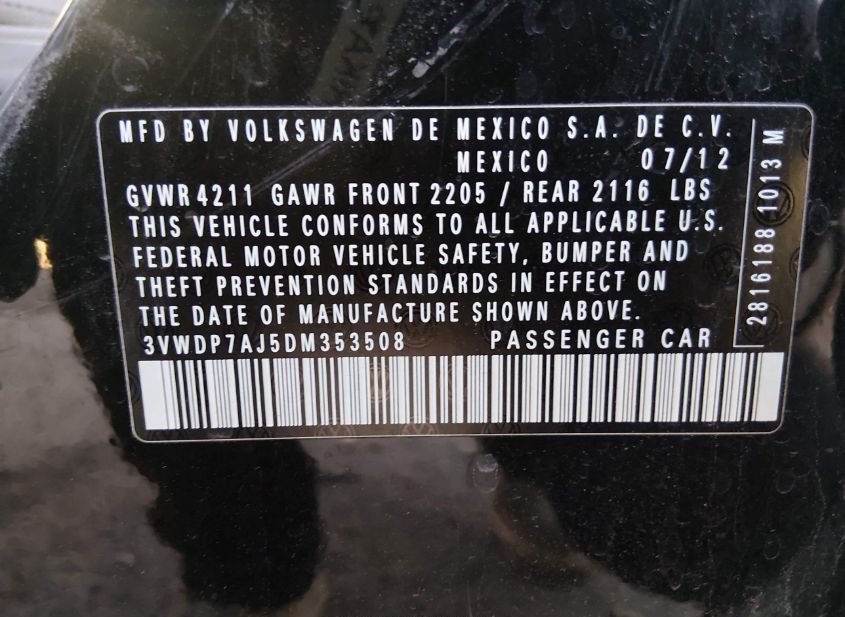 MFD BY VOLKSWAGEN DE MEXICO S.A. DE C.V.
MEXICO 07/12
GVWR 4211 GAWR FRONT 2205 / REAR 2116 LBS
THIS VEHICLE CONFORMS TO ALL APPLICABLE U.S.
FEDERAL MOTOR VEHICLE SAFETY, BUMPER AND
THEFT PREVENTION STANDARDS IN EFFECT ON
THE DATE OF MANUFACTURE SHOWN ABOVE.
3VWDP7AJ5DM353508 PASSENGER CAR
2816188 1013 M